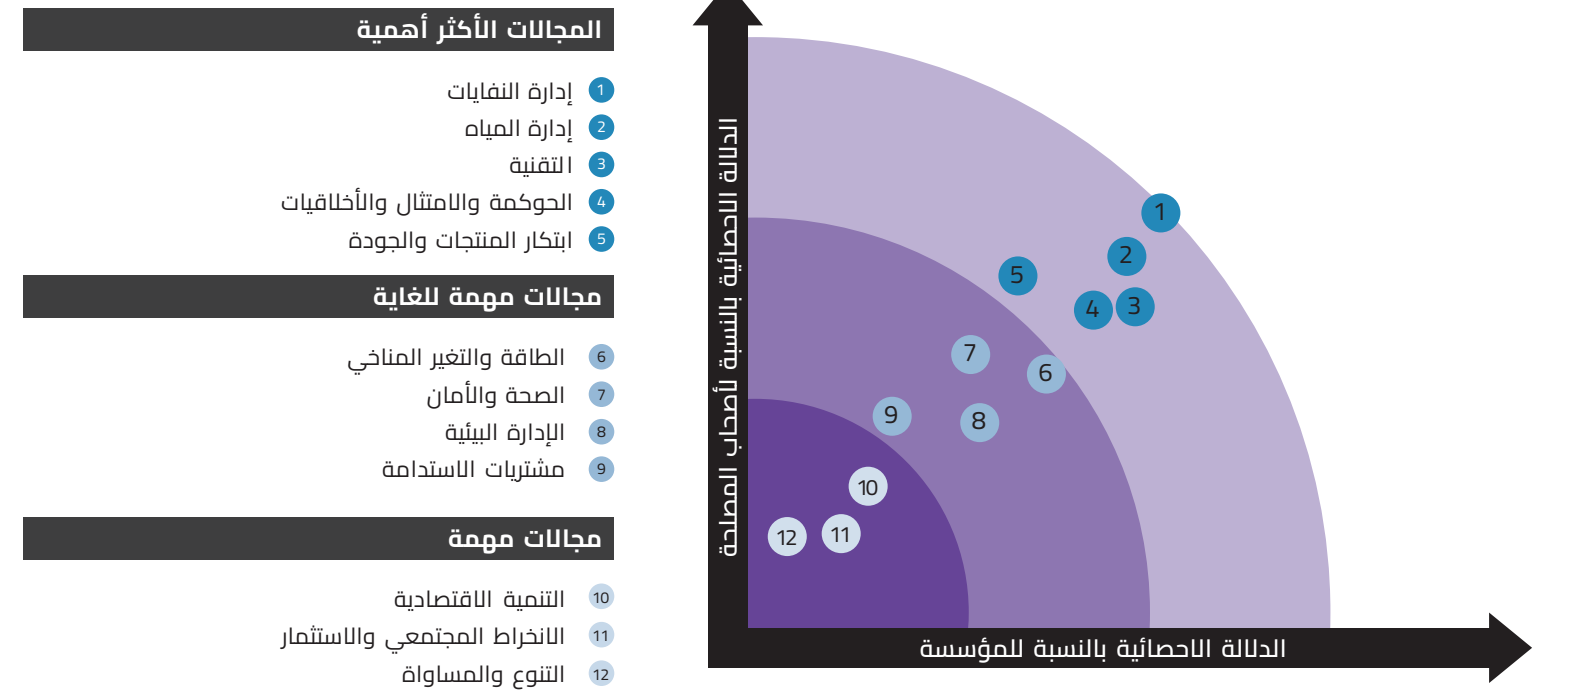 المجالات الأكثر أهمية
1 إدارة النفايات
2 إدارة المياه
3 التقنية
4 الحوكمة والامتثال والأخلاقيات
5 ابتكار المنتجات والجودة
مجالات مهمة للغاية
6 الطاقة والتغير المناخي
7 الصحة والأمان
8 الإدارة البيئية
9 مشتريات الاستدامة
مجالات مهمة
10 التنمية الاقتصادية
11 الانخراط المجتمعي والاستثمار
12 التنوع والمساواة
الدلالة الاحصائية بالنسبة لأصحاب المصلحة
1
2
5
3
4
7
6
9
8
10
11
12
الدلالة الاحصائية بالنسبة للمؤسسة